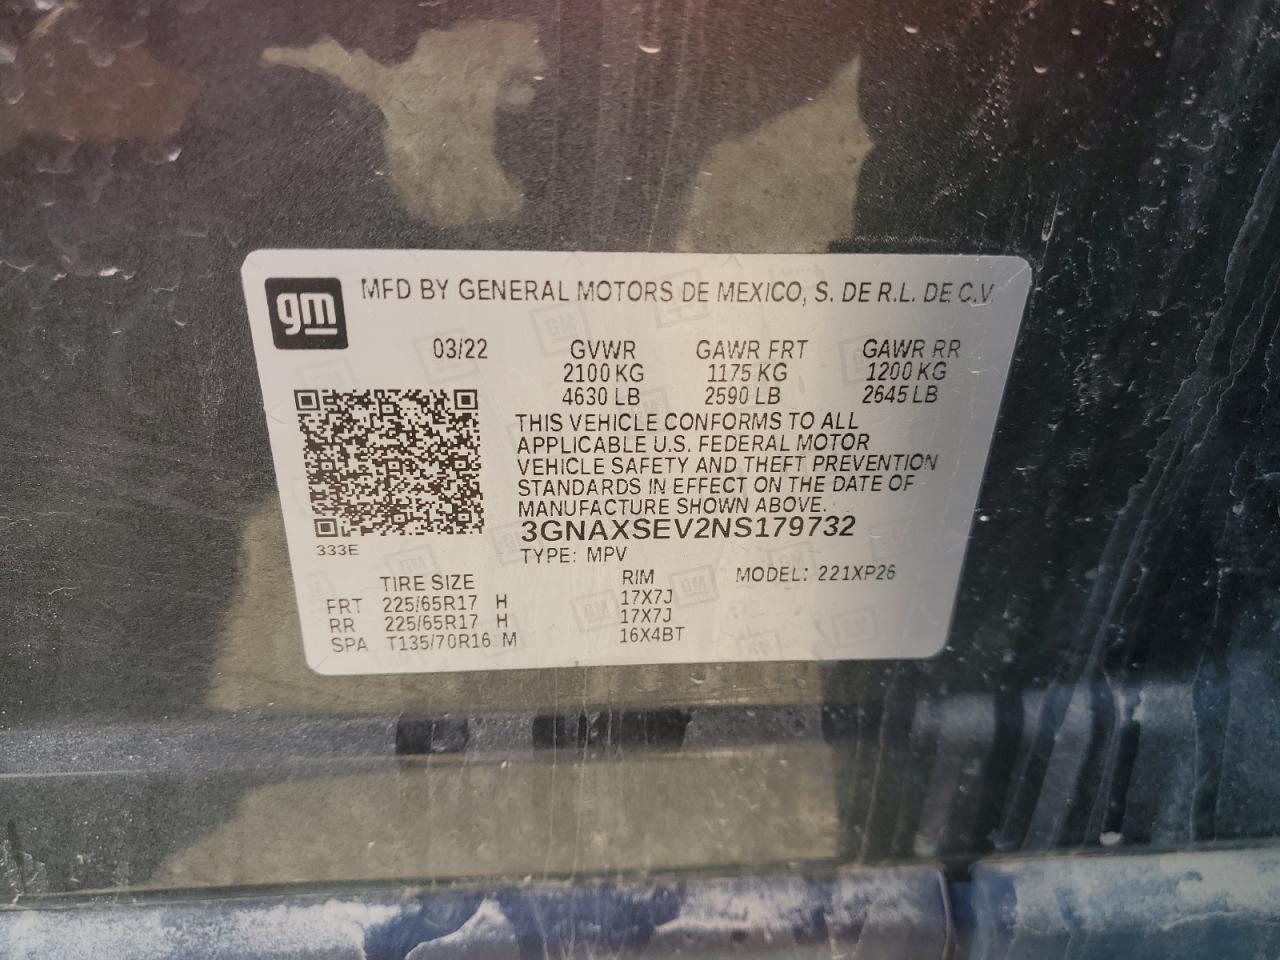 gm
MFD BY GENERAL MOTORS DE MEXICO, S. DE R.L. DE C.V.
03/22 GVWR GAWR FRT GAWR RR
2100 KG 1175 KG 1200 KG
4630 LB 2590 LB 2645 LB
THIS VEHICLE CONFORMS TO ALL
APPLICABLE U.S. FEDERAL MOTOR
VEHICLE SAFETY AND THEFT PREVENTION
STANDARDS IN EFFECT ON THE DATE OF
MANUFACTURE SHOWN ABOVE.
3GNAXSEV2NS179732
333E
TYPE: MPV
TIRE SIZE RIM MODEL: 221XP26
FRT 225/65R17 H 17X7J
RR 225/65R17 H 17X7J
SPA T135/70R16 M 16X4BT